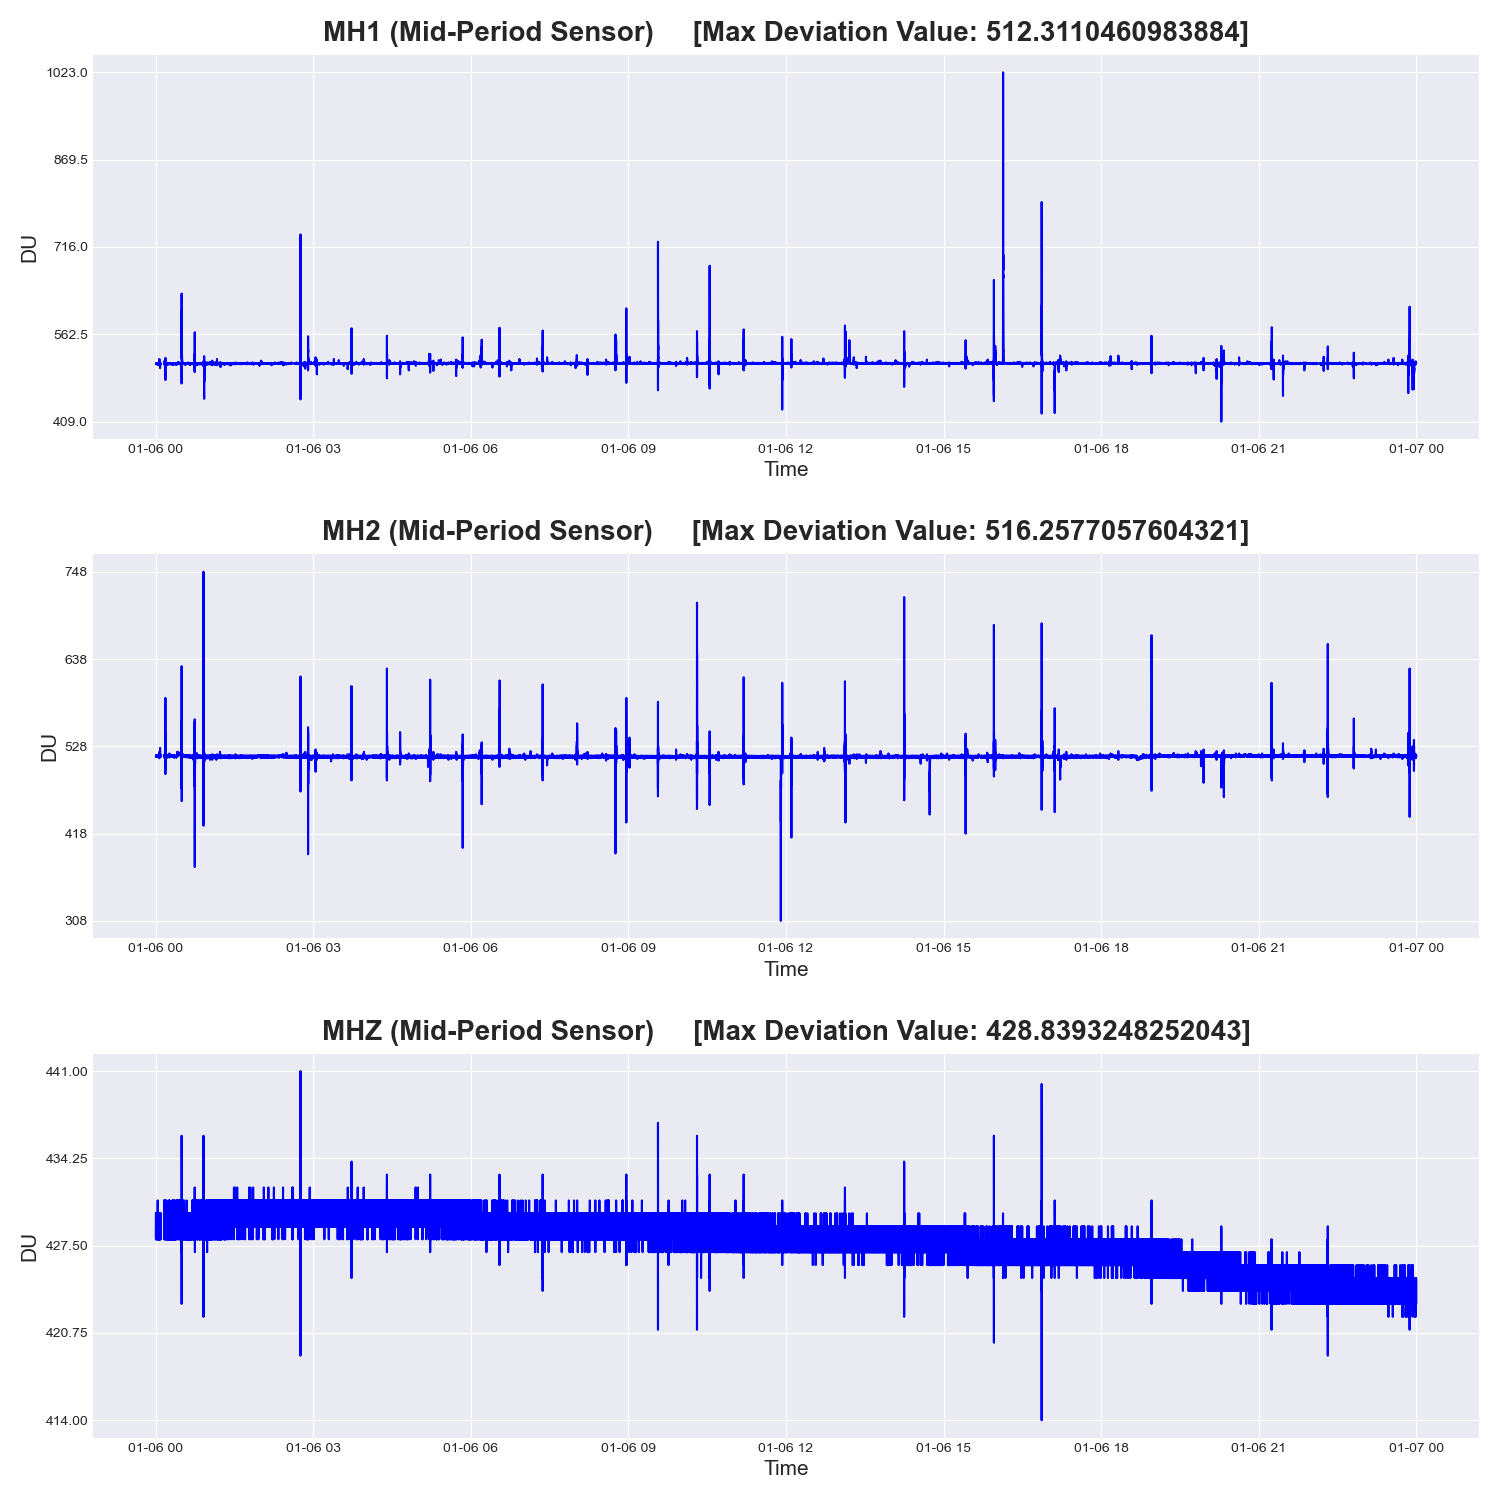 MH1 (Mid-Period Sensor) [Max Deviation Value: 512.3110460983884]
1023.0
869.5
716.0
562.5
409.0
DU
01-06 00 01-06 03 01-06 06 01-06 09 01-06 12 01-06 15 01-06 18 01-06 21 01-07 00
Time
MH2 (Mid-Period Sensor) [Max Deviation Value: 516.2577057604321]
748
638
528
418
308
DU
01-06 00 01-06 03 01-06 06 01-06 09 01-06 12 01-06 15 01-06 18 01-06 21 01-07 00
Time
MHZ (Mid-Period Sensor) [Max Deviation Value: 428.8393248252043]
441.00
434.25
427.50
420.75
414.00
DU
01-06 00 01-06 03 01-06 06 01-06 09 01-06 12 01-06 15 01-06 18 01-06 21 01-07 00
Time